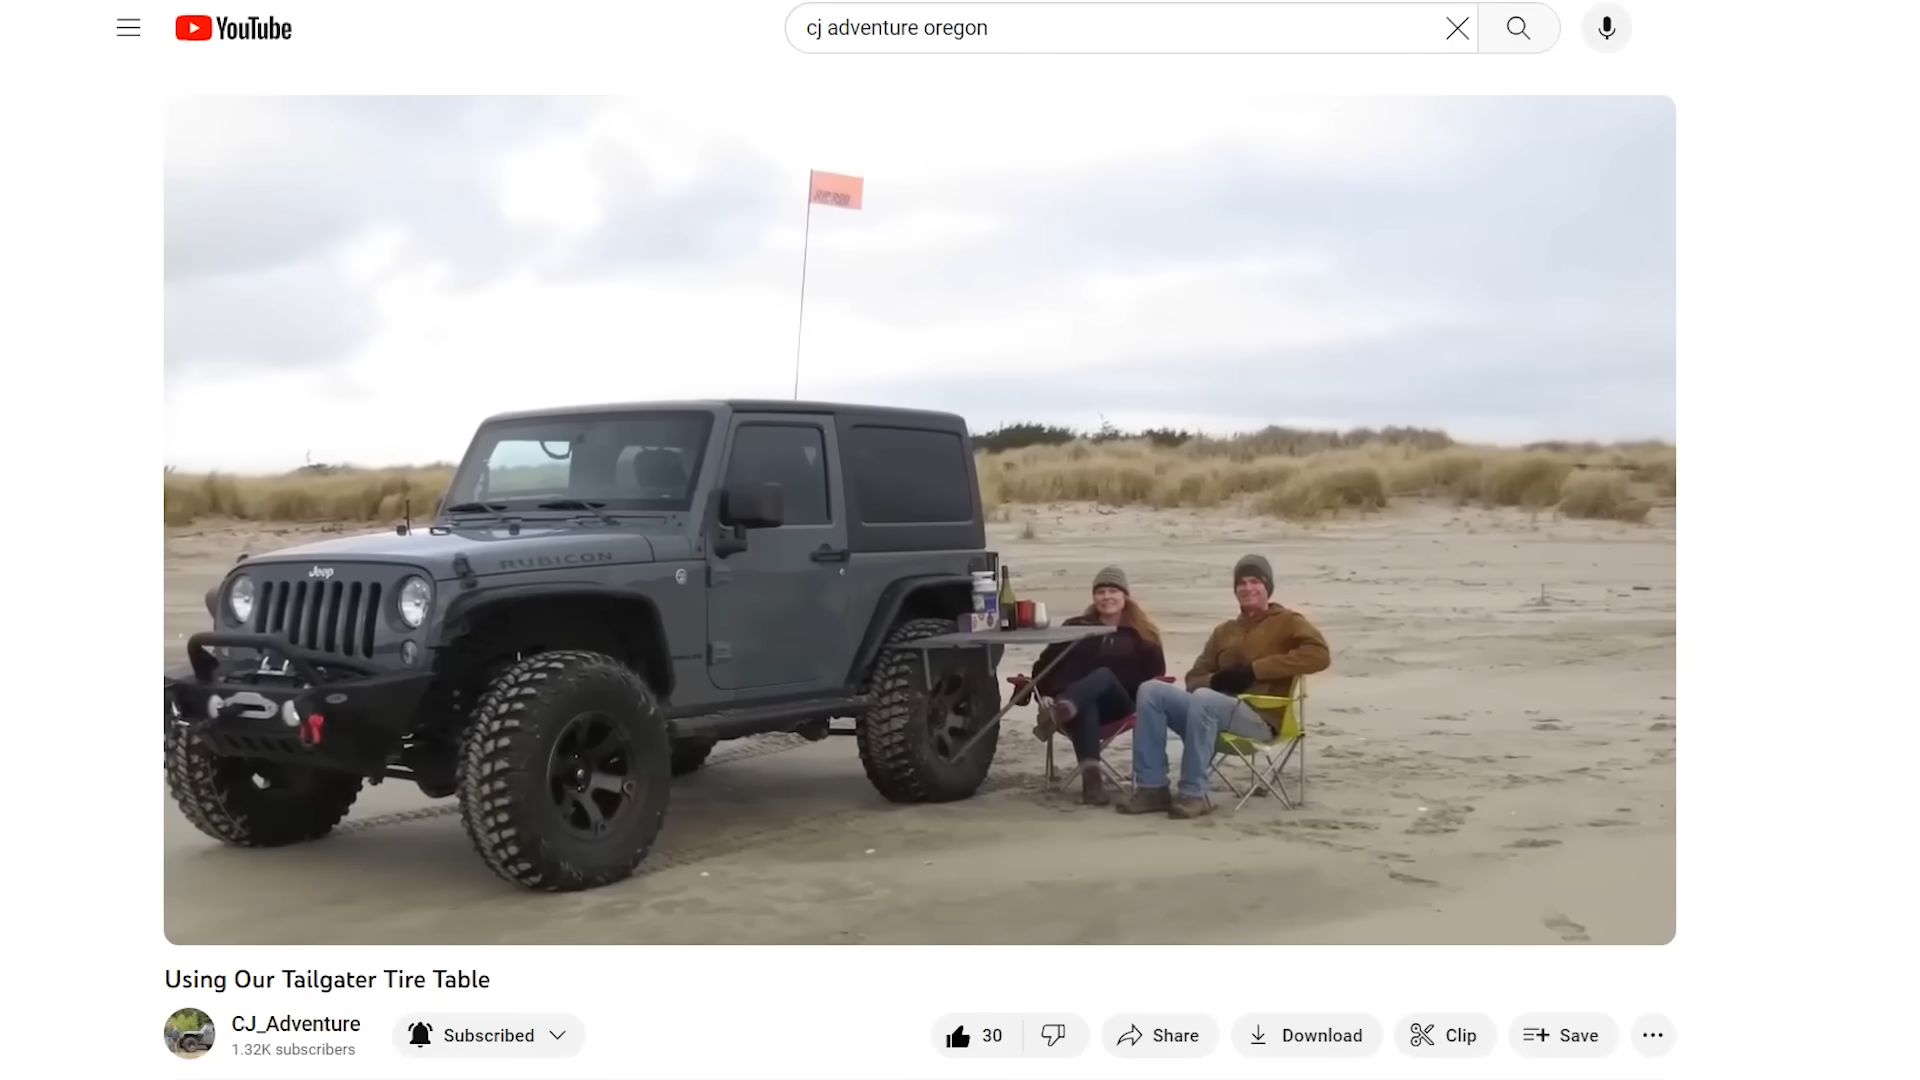 YouTube
cj adventure oregon
RUBICON
Jeep
Using Our Tailgater Tire Table
CJ_Adventure
1.32K subscribers
Subscribed
30
Share
Download
Clip
Save